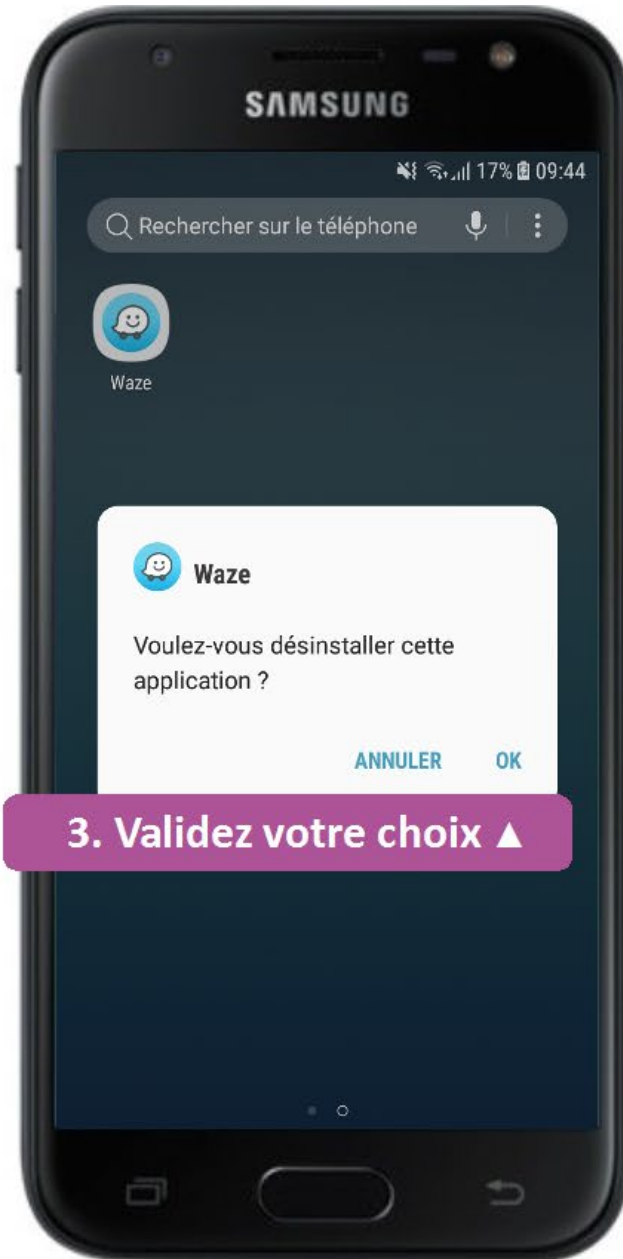 SAMSUNG
17% 09:44
Rechercher sur le téléphone
Waze
Waze
Voulez-vous désinstaller cette
application ?
ANNULER OK
3. Validez votre choix ▲